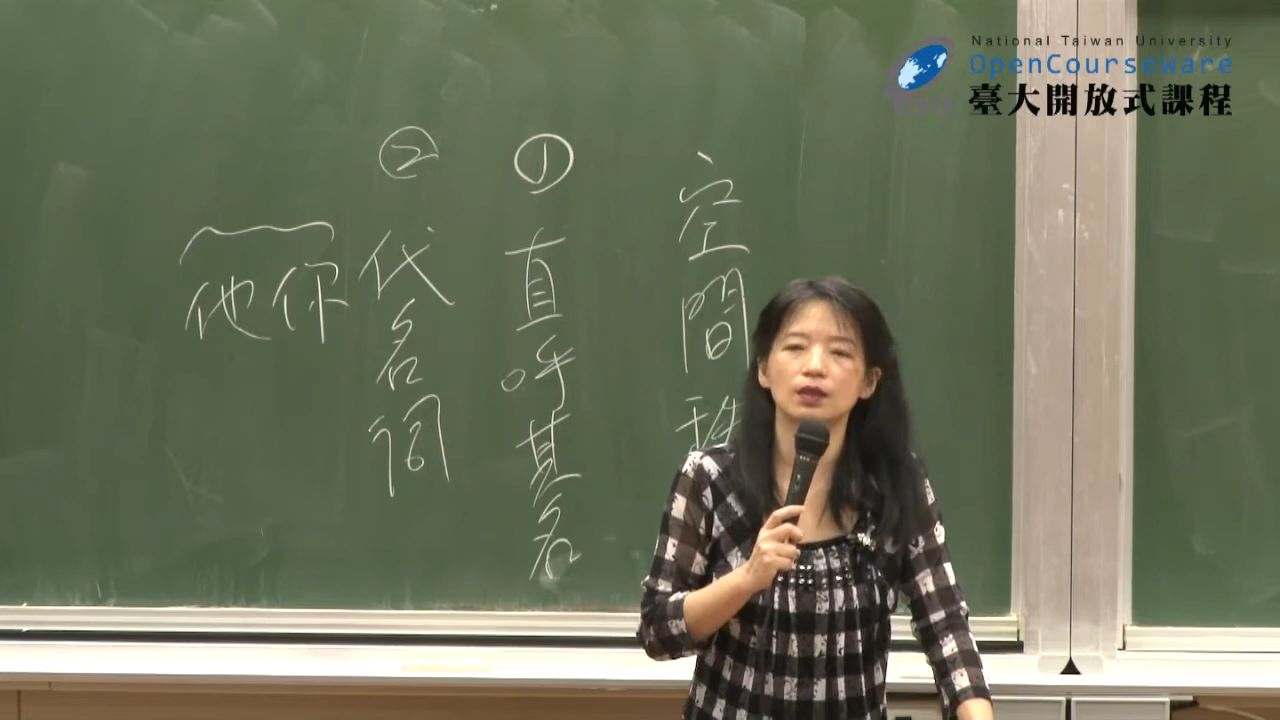 National Taiwan University
OpenCourseWare
臺大開放式課程
空間
① 直呼其名
② 代名詞
你
他